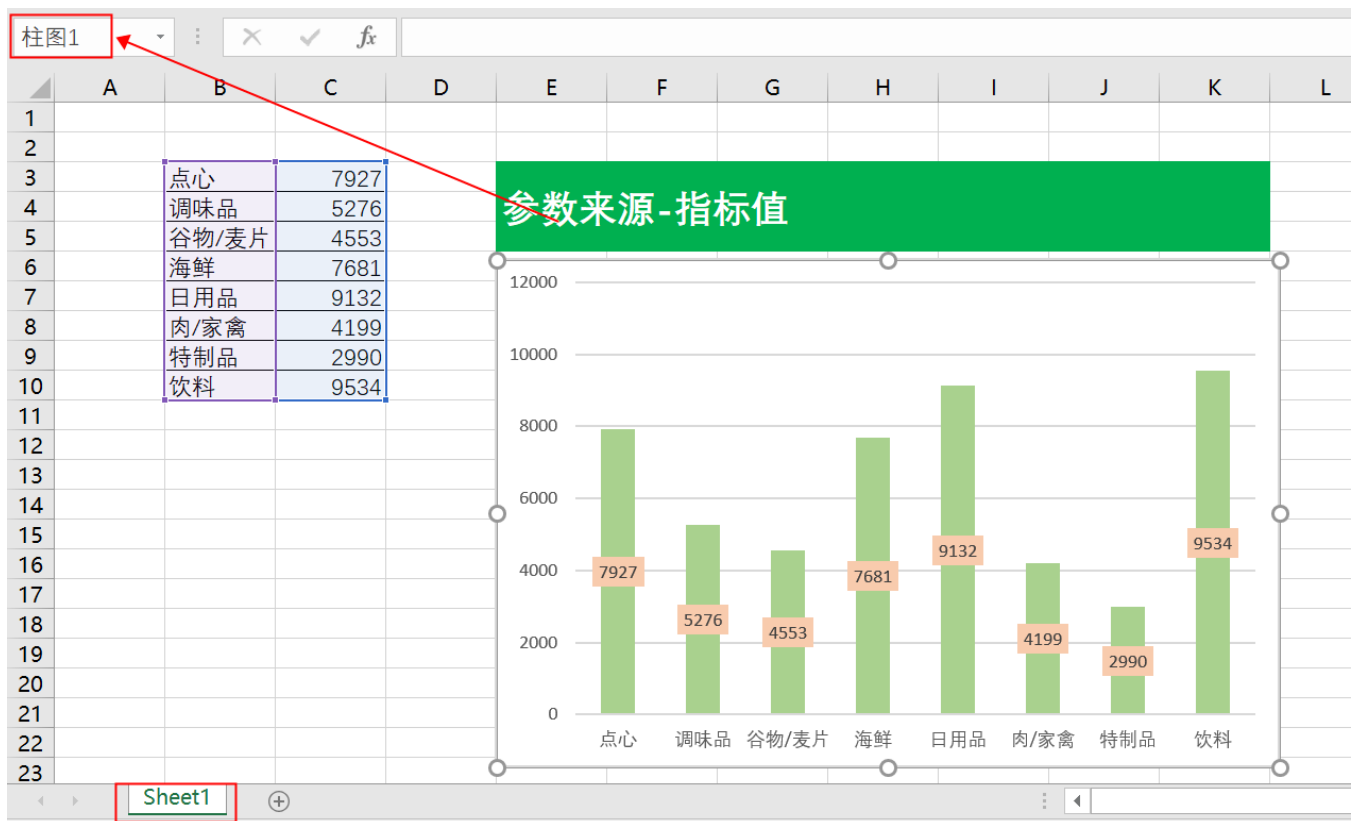 柱图1 fx
A B C D E F G H I J K L
1
2
3 点心 7927
4 调味品 5276
5 谷物/麦片 4553
6 海鲜 7681
7 日用品 9132
8 肉/家禽 4199
9 特制品 2990
10 饮料 9534
11
12
13
14
15
16
17
18
19
20
21
22
23
参数来源-指标值
12000
10000
8000
6000
4000
2000
0
7927 5276 4553 7681 9132 4199 2990 9534
点心 调味品 谷物/麦片 海鲜 日用品 肉/家禽 特制品 饮料
Sheet1